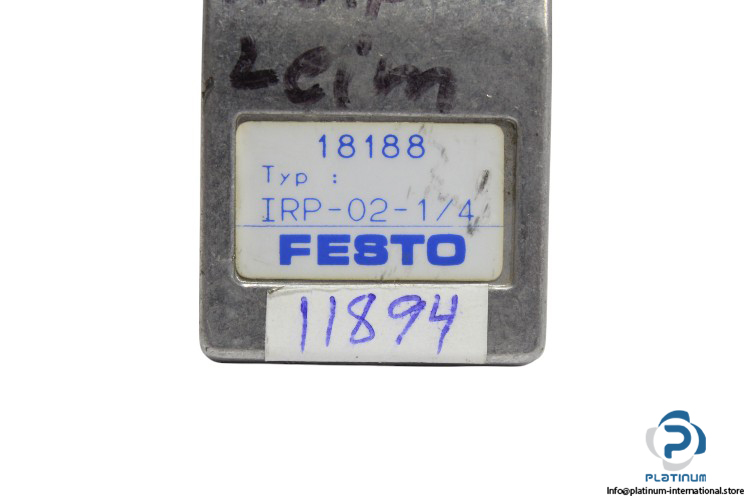 Leim
18188
Typ :
IRP-02-1/4
FESTO
11894
PLATINUM
Info@platinum-international.store